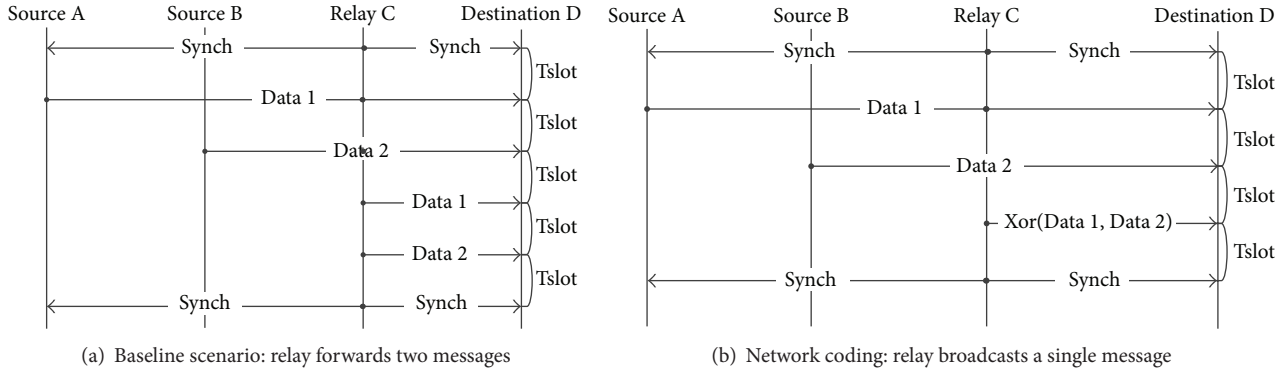 Source A Source B Relay C Destination D
Synch Synch
Tslot
Data 1
Tslot
Data 2
Tslot
Data 1
Tslot
Data 2
Tslot
Synch Synch
(a) Baseline scenario: relay forwards two messages
Source A Source B Relay C Destination D
Synch Synch
Tslot
Data 1
Tslot
Data 2
Tslot
Xor(Data 1, Data 2)
Tslot
Synch Synch
(b) Network coding: relay broadcasts a single message